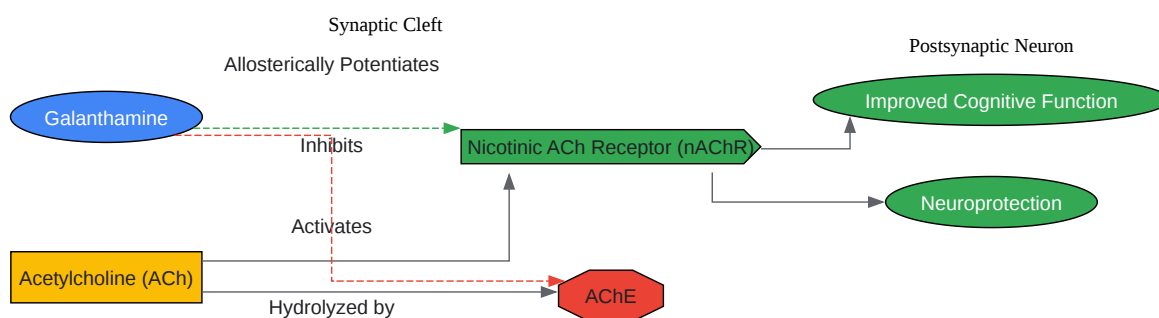 Synaptic Cleft
Postsynaptic Neuron
Allosterically Potentiates
Improved Cognitive Function
Galanthamine
Inhibits
Nicotinic ACh Receptor (nAChR)
Neuroprotection
Activates
Acetylcholine (ACh)
AChE
Hydrolyzed by